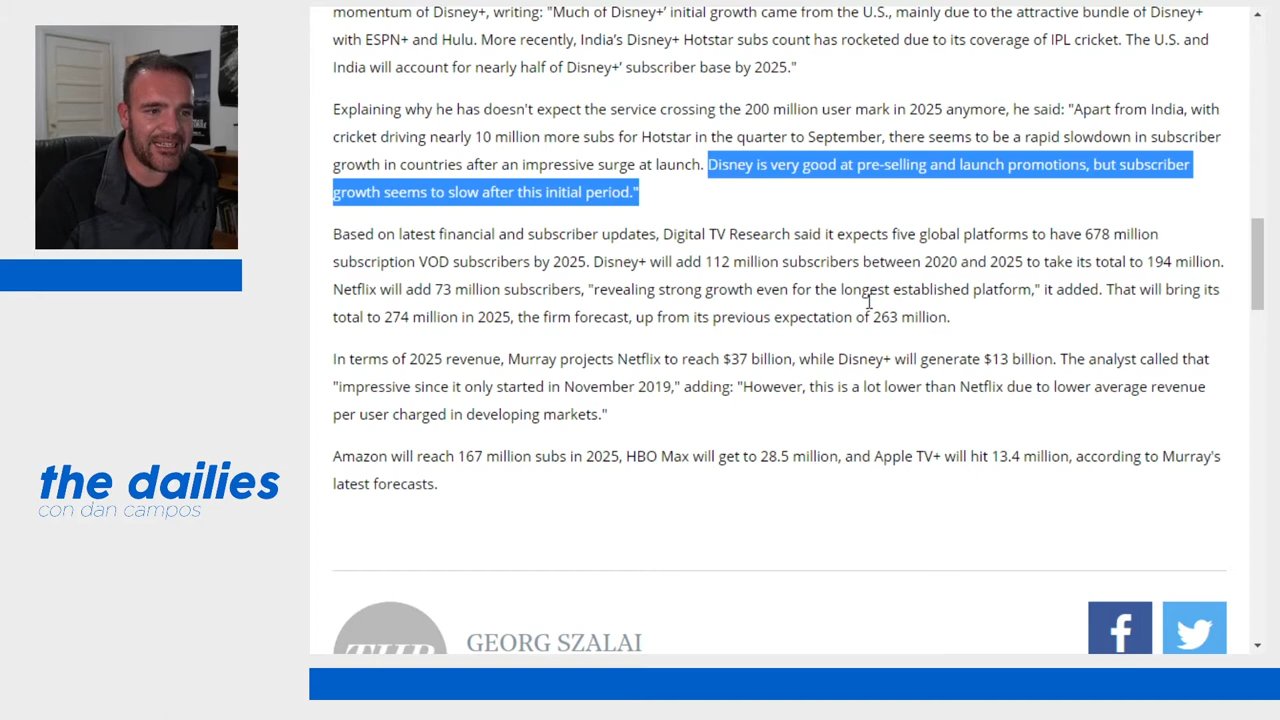 momentum of Disney+, writing: "Much of Disney+' initial growth came from the U.S., mainly due to the attractive bundle of Disney+
with ESPN+ and Hulu. More recently, India's Disney+ Hotstar subs count has rocketed due to its coverage of IPL cricket. The U.S. and
India will account for nearly half of Disney+' subscriber base by 2025."
Explaining why he has doesn't expect the service crossing the 200 million user mark in 2025 anymore, he said: "Apart from India, with
cricket driving nearly 10 million more subs for Hotstar in the quarter to September, there seems to be a rapid slowdown in subscriber
growth in countries after an impressive surge at launch. Disney is very good at pre-selling and launch promotions, but subscriber
growth seems to slow after this initial period."
Based on latest financial and subscriber updates, Digital TV Research said it expects five global platforms to have 678 million
subscription VOD subscribers by 2025. Disney+ will add 112 million subscribers between 2020 and 2025 to take its total to 194 million.
Netflix will add 73 million subscribers, "revealing strong growth even for the longest established platform," it added. That will bring its
total to 274 million in 2025, the firm forecast, up from its previous expectation of 263 million.
In terms of 2025 revenue, Murray projects Netflix to reach $37 billion, while Disney+ will generate $13 billion. The analyst called that
"impressive since it only started in November 2019," adding: "However, this is a lot lower than Netflix due to lower average revenue
per user charged in developing markets."
Amazon will reach 167 million subs in 2025, HBO Max will get to 28.5 million, and Apple TV+ will hit 13.4 million, according to Murray's
latest forecasts.
the dailies
con dan campos
GEORG SZALAI